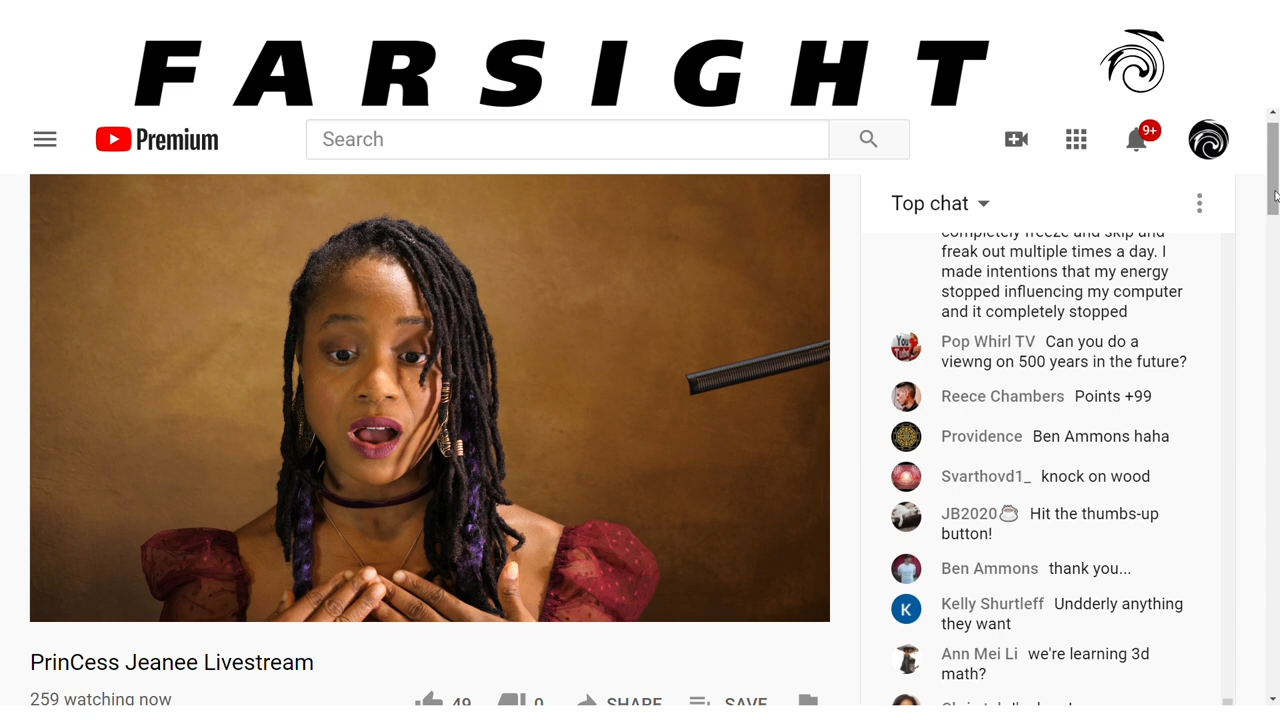 FARSIGHT
Premium
Search
9+
Top chat
completely freeze and skip and
freak out multiple times a day. I
made intentions that my energy
stopped influencing my computer
and it completely stopped
Pop Whirl TV Can you do a
viewng on 500 years in the future?
Reece Chambers Points +99
Providence Ben Ammons haha
Svarthovd1_ knock on wood
JB2020 Hit the thumbs-up
button!
Ben Ammons thank you...
K
Kelly Shurtleff Undderly anything
they want
Ann Mei Li we're learning 3d
math?
PrinCess Jeanee Livestream
259 watching now
49
0
SHARE
SAVE